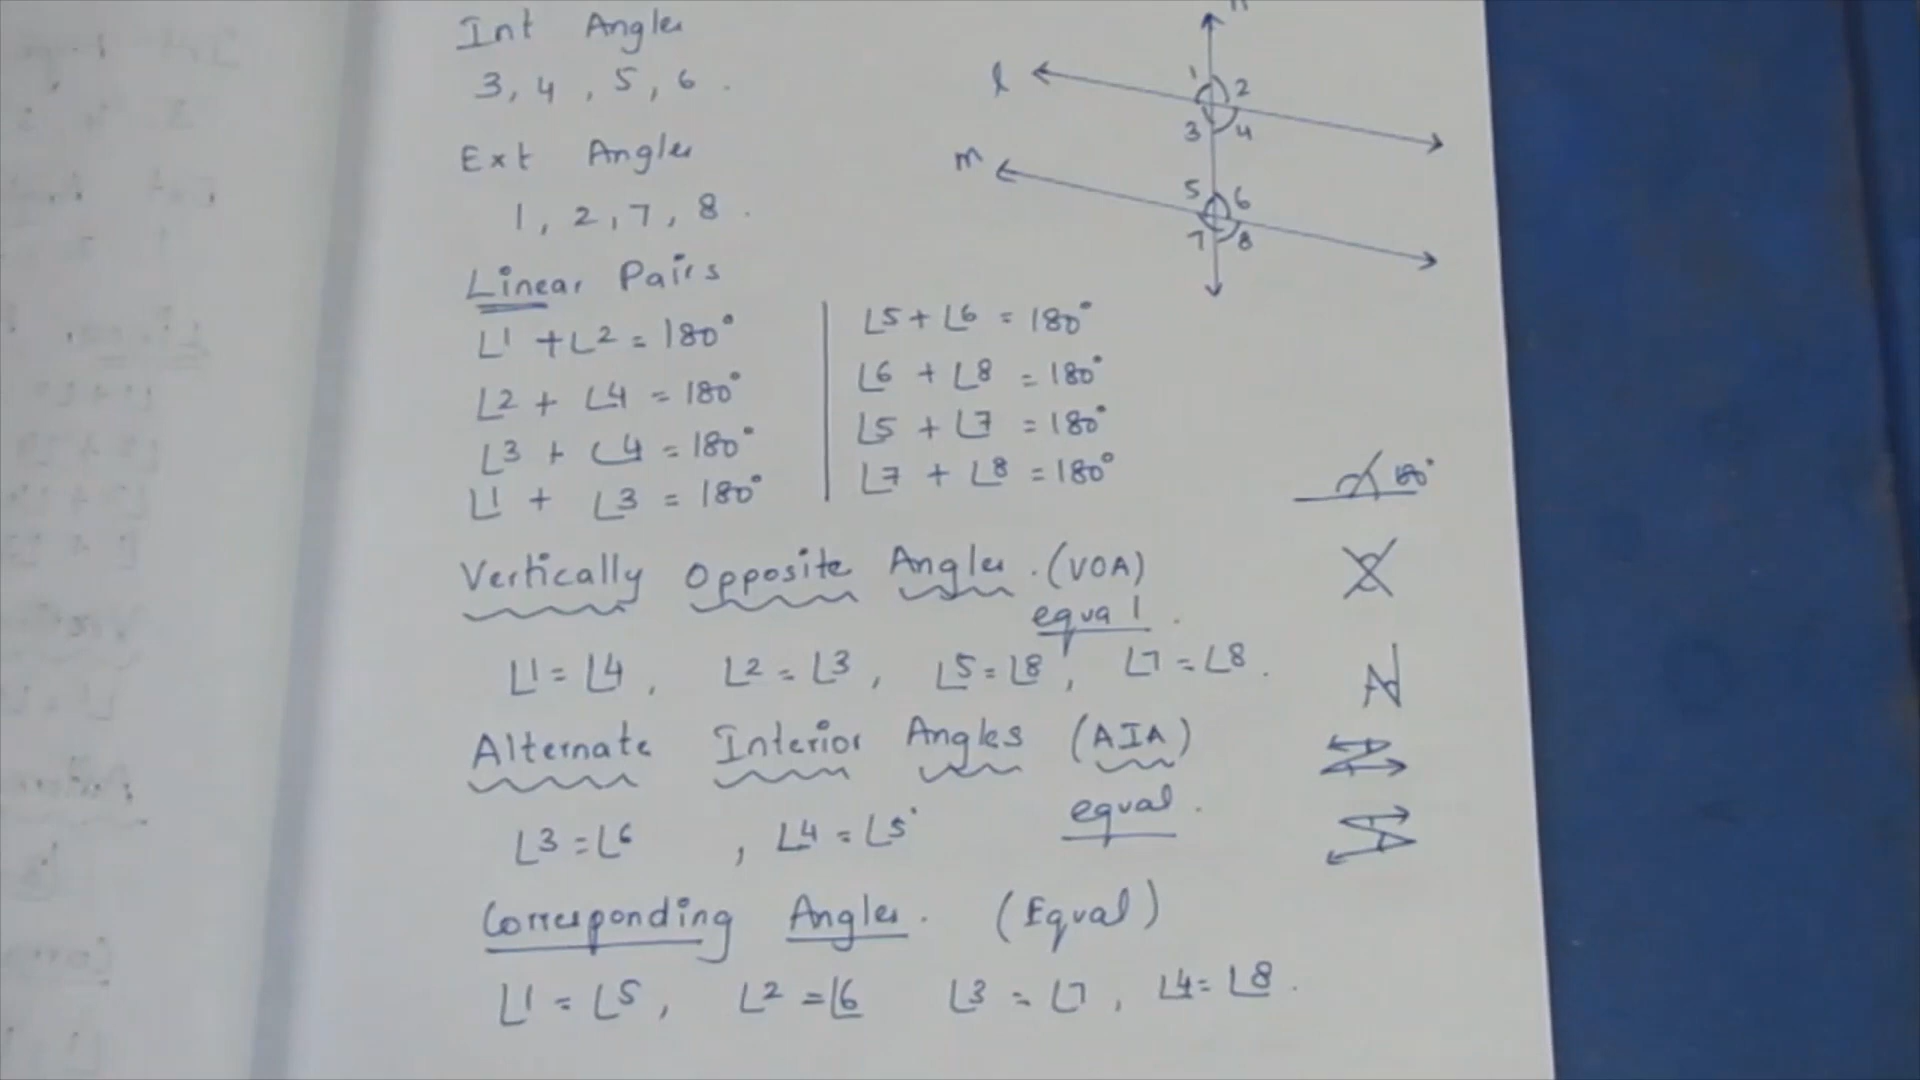 Int Angles
3, 4, 5, 6.
Ext Angles
1, 2, 7, 8.
Linear Pairs
∠1 + ∠2 = 180°
∠2 + ∠4 = 180°
∠3 + ∠4 = 180°
∠1 + ∠3 = 180°
∠5 + ∠6 = 180°
∠6 + ∠8 = 180°
∠5 + ∠7 = 180°
∠7 + ∠8 = 180°
Vertically Opposite Angles. (VOA)
equal.
∠1 = ∠4, ∠2 = ∠3, ∠5 = ∠8, ∠7 = ∠8.
Alternate Interior Angles (AIA)
equal.
∠3 = ∠6, ∠4 = ∠5
Corresponding Angles. (Equal)
∠1 = ∠5, ∠2 = ∠6 ∠3 = ∠7, ∠4 = ∠8.
l
1 2
3 4
m
5 6
7 8
180°